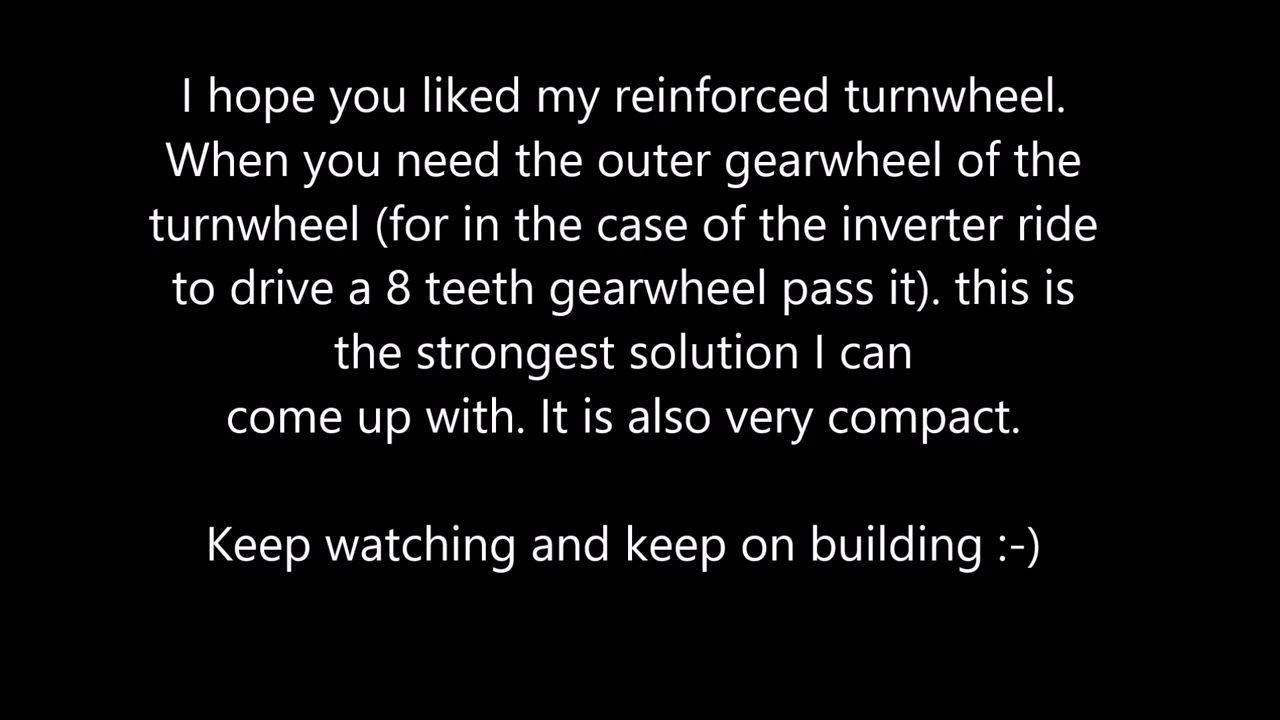 I hope you liked my reinforced turnwheel.
When you need the outer gearwheel of the
turnwheel (for in the case of the inverter ride
to drive a 8 teeth gearwheel pass it). this is
the strongest solution I can
come up with. It is also very compact.
Keep watching and keep on building :-)